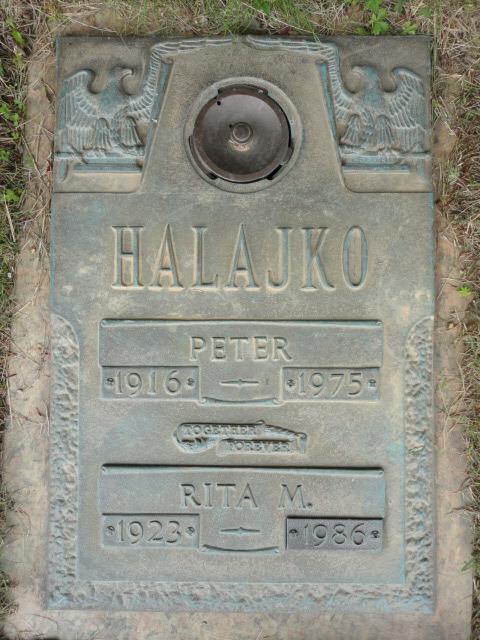 HALAJKO
PETER
1916 1975
TOGETHER
FOREVER
RITA M.
1923 1986